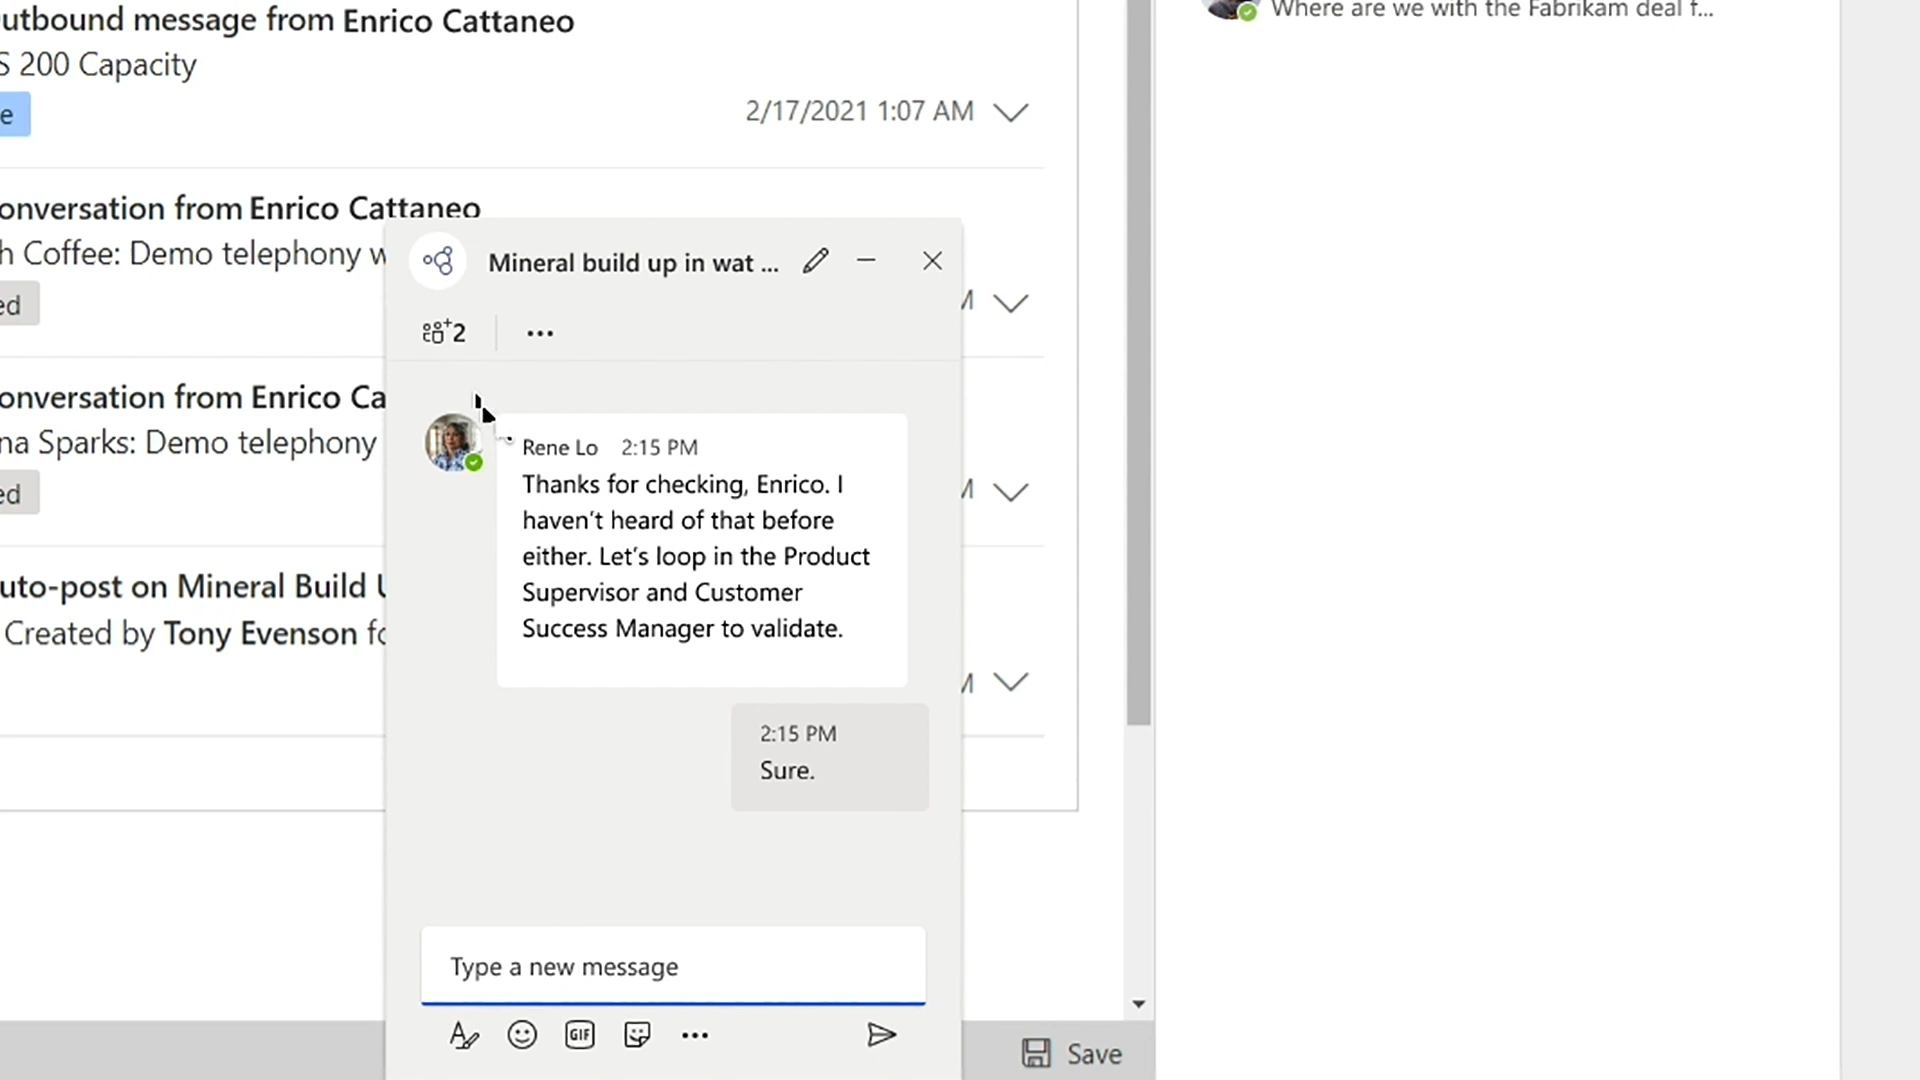 utbound message from Enrico Cattaneo
Where are we with the Fabrikam deal f...
S 200 Capacity
e
2/17/2021 1:07 AM
onversation from Enrico Cattaneo
h Coffee: Demo telephony w
ed
M
onversation from Enrico Ca
na Sparks: Demo telephony
ed
M
uto-post on Mineral Build U
Created by Tony Evenson fo
M
Mineral build up in wat ...
2
Rene Lo 2:15 PM
Thanks for checking, Enrico. I
haven't heard of that before
either. Let's loop in the Product
Supervisor and Customer
Success Manager to validate.
2:15 PM
Sure.
Type a new message
GIF
Save